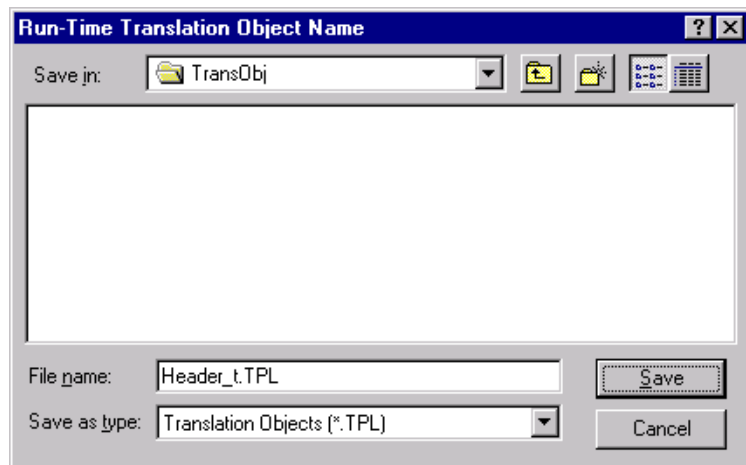 Run-Time Translation Object Name
Save in: TransObj
File name: Header_t.TPL Save
Save as type: Translation Objects (*.TPL) Cancel